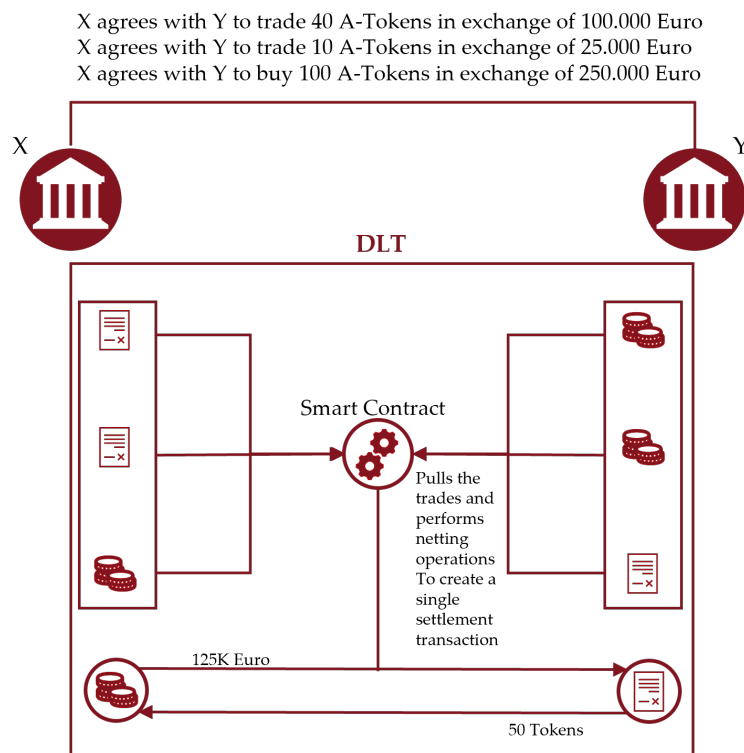 X agrees with Y to trade 40 A-Tokens in exchange of 100.000 Euro
X agrees with Y to trade 10 A-Tokens in exchange of 25.000 Euro
X agrees with Y to buy 100 A-Tokens in exchange of 250.000 Euro
X
Y
DLT
Smart Contract
Pulls the
trades and
performs
netting
operations
To create a
single
settlement
transaction
125K Euro
50 Tokens